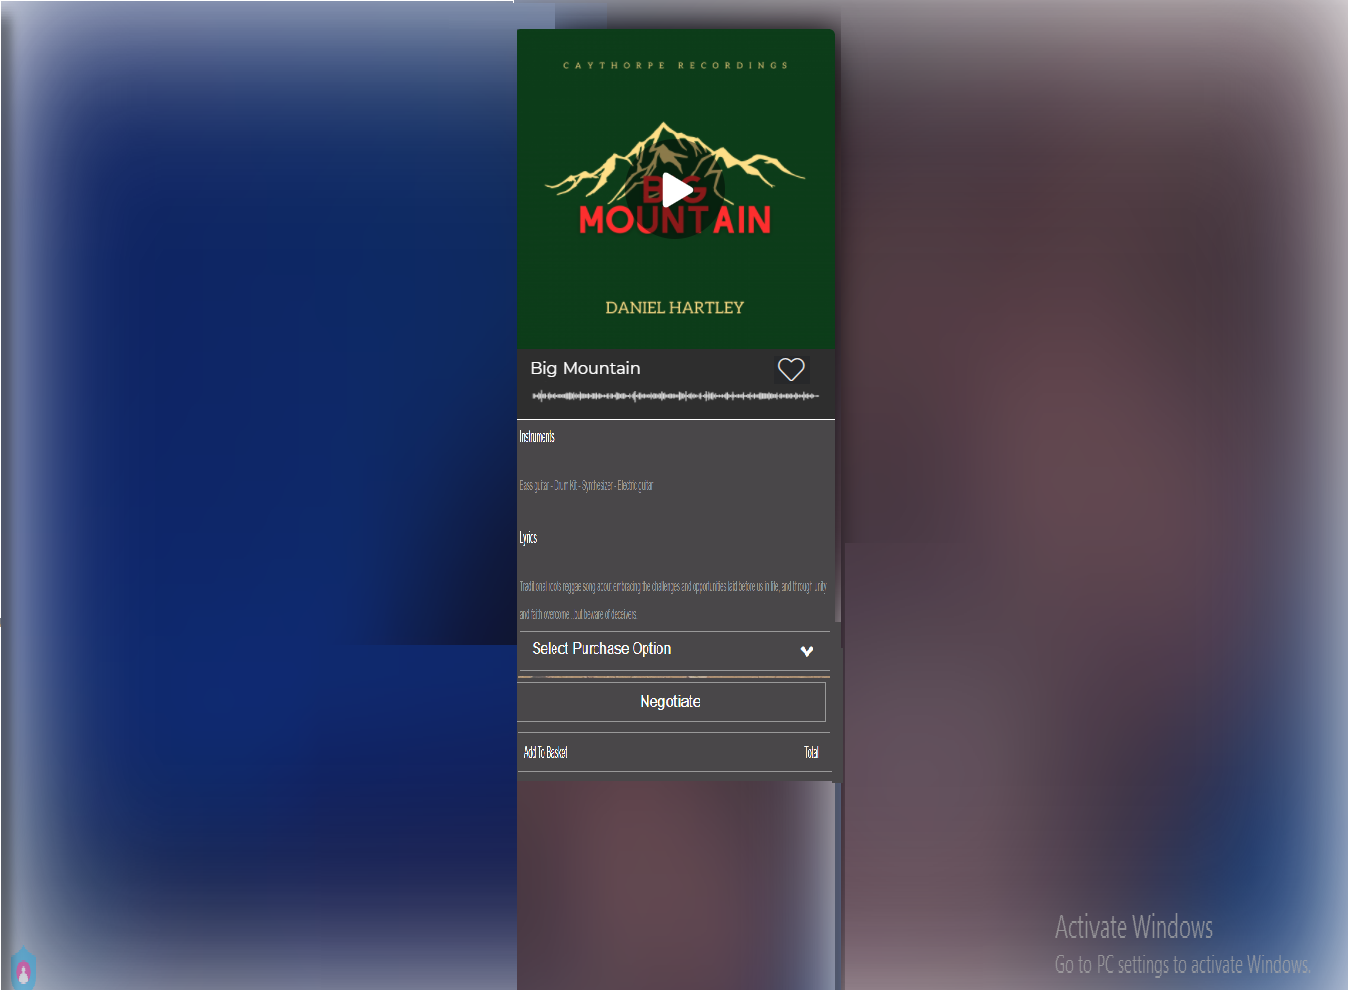 CAYTHORPE RECORDINGS
BIG
MOUNTAIN
DANIEL HARTLEY
Big Mountain
Instruments
Bass guitar - Drum Kit - Synthesizer - Electric guitar
Lyrics
Traditional roots reggae song about embracing the challenges and opportunities laid before us in life, and through unity
and faith overcome...but beware of deceivers.
Select Purchase Option
Negotiate
Add To Basket Total
Activate Windows
Go to PC settings to activate Windows.